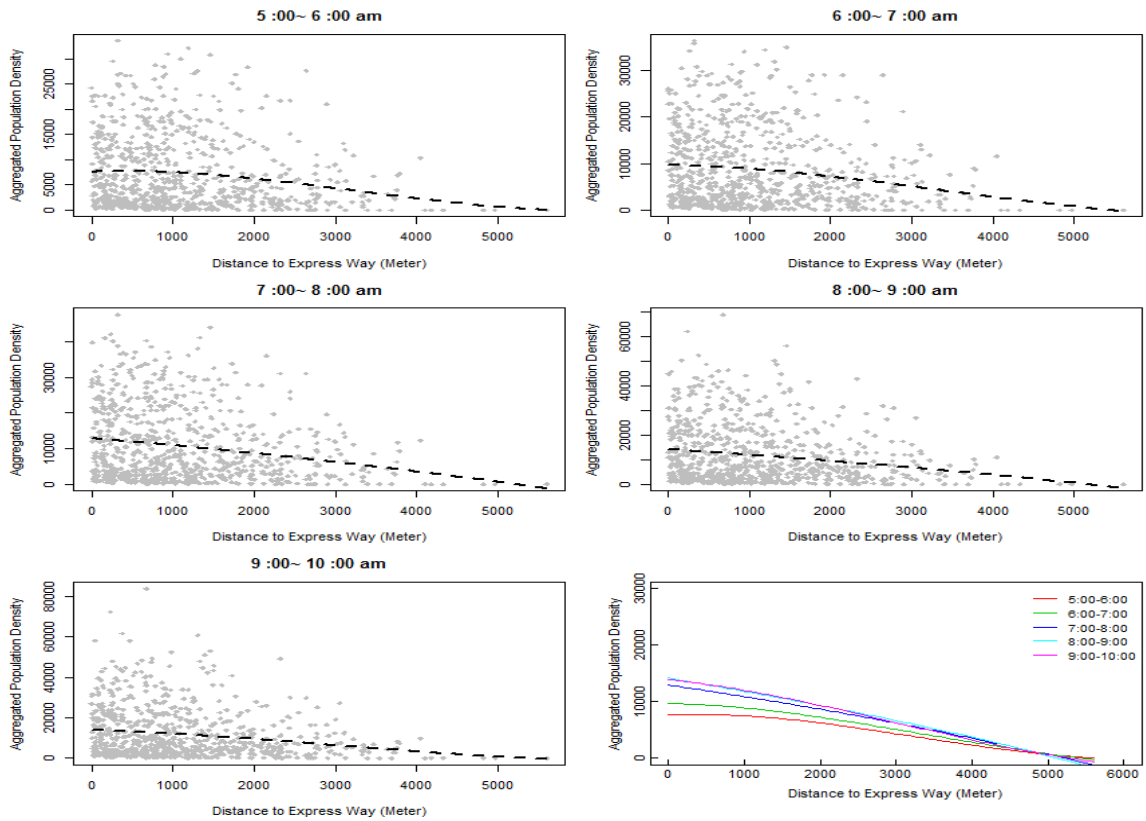 5 :00~ 6 :00 am
Aggregated Population Density
0 5000 15000 25000
0 1000 2000 3000 4000 5000
Distance to Express Way (Meter)
6 :00~ 7 :00 am
Aggregated Population Density
0 10000 20000 30000
0 1000 2000 3000 4000 5000
Distance to Express Way (Meter)
7 :00~ 8 :00 am
Aggregated Population Density
0 10000 30000
0 1000 2000 3000 4000 5000
Distance to Express Way (Meter)
8 :00~ 9 :00 am
Aggregated Population Density
0 20000 40000 60000
0 1000 2000 3000 4000 5000
Distance to Express Way (Meter)
9 :00~ 10 :00 am
Aggregated Population Density
0 20000 40000 60000 80000
0 1000 2000 3000 4000 5000
Distance to Express Way (Meter)
Aggregated Population Density
0 10000 20000 30000
5:00-6:00
6:00-7:00
7:00-8:00
8:00-9:00
9:00-10:00
0 1000 2000 3000 4000 5000 6000
Distance to Express Way (Meter)